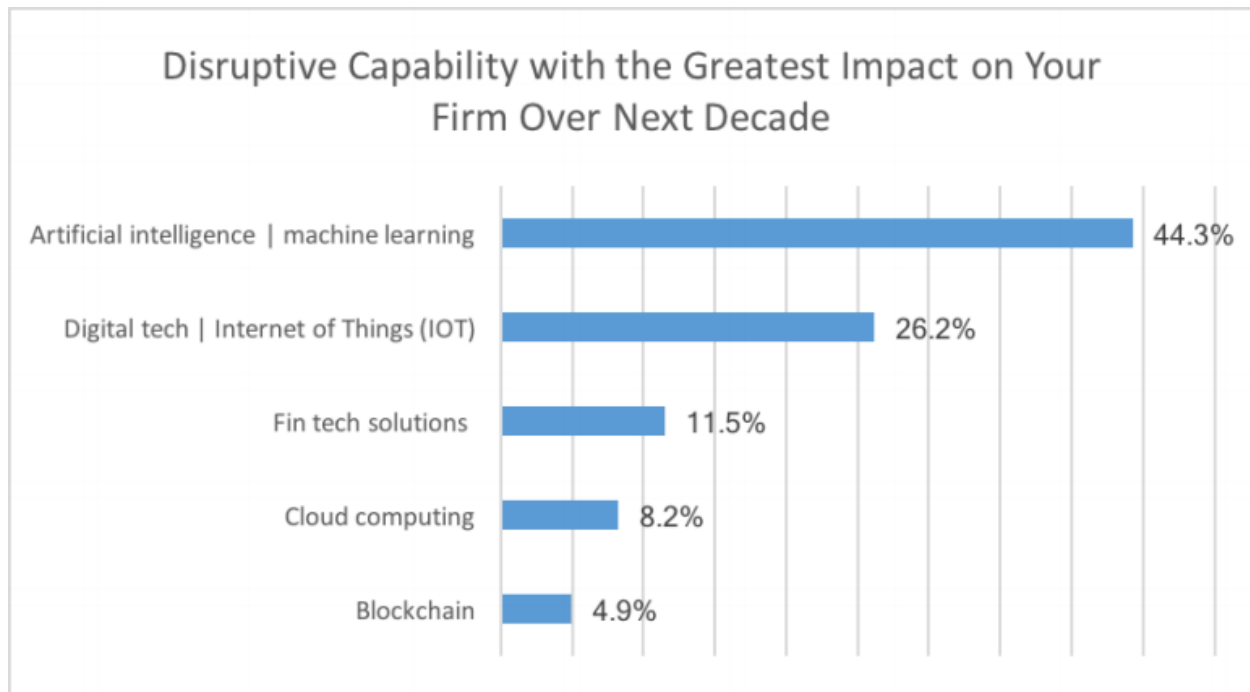 Disruptive Capability with the Greatest Impact on Your
Firm Over Next Decade
Artificial intelligence | machine learning 44.3%
Digital tech | Internet of Things (IOT) 26.2%
Fin tech solutions 11.5%
Cloud computing 8.2%
Blockchain 4.9%